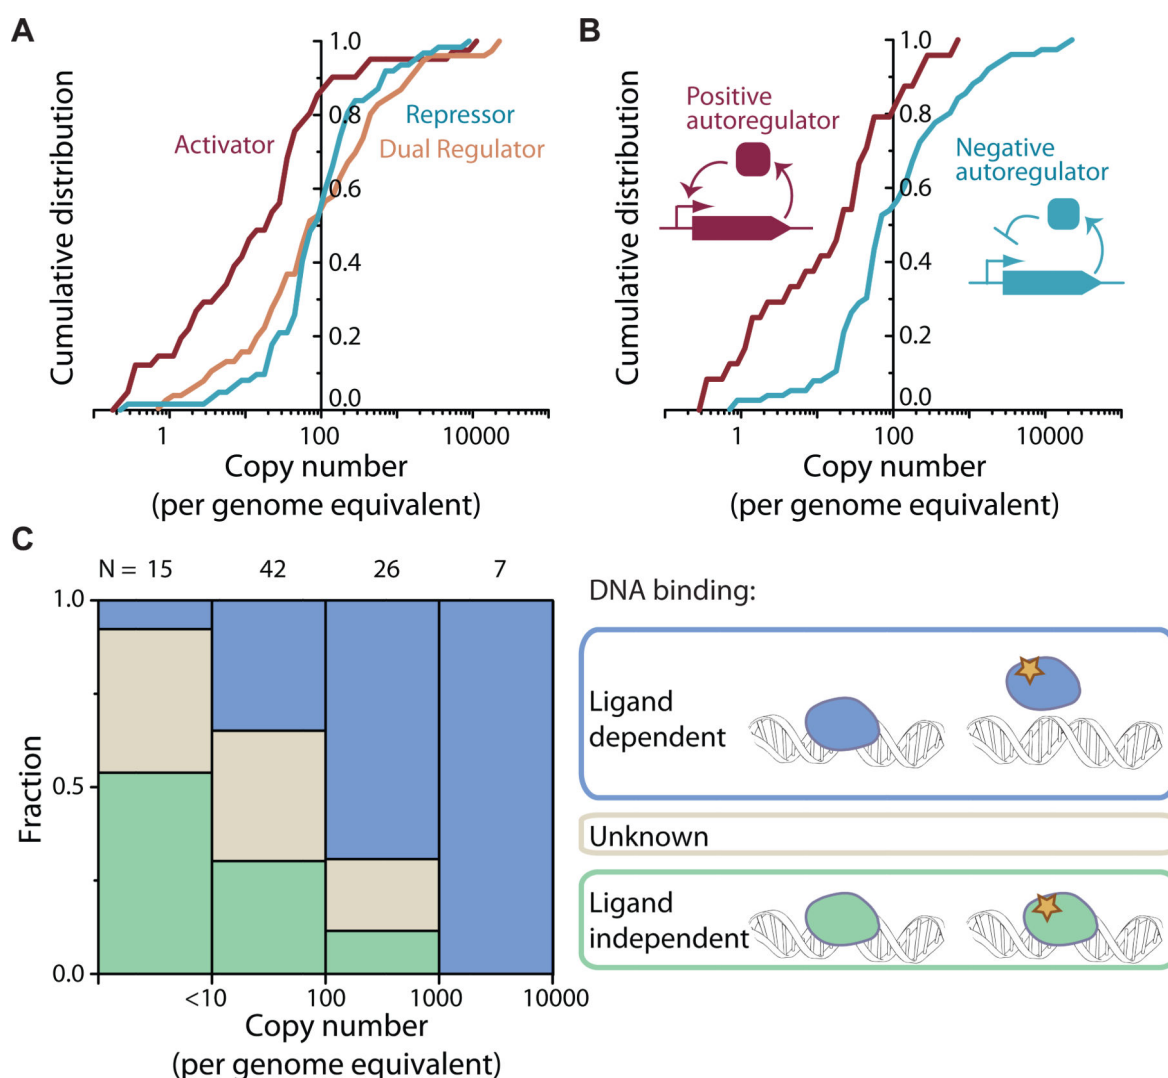 A
Cumulative distribution
1.0
0.8
0.6
0.4
0.2
0.0
Activator
Repressor
Dual Regulator
1
100
10000
Copy number
(per genome equivalent)
B
Cumulative distribution
1.0
0.8
0.6
0.4
0.2
0.0
Positive
autoregulator
Negative
autoregulator
1
100
10000
Copy number
(per genome equivalent)
C
N = 15 42 26 7
1.0
0.5
0.0
Fraction
<10 100 1000 10000
Copy number
(per genome equivalent)
DNA binding:
Ligand
dependent
Unknown
Ligand
independent